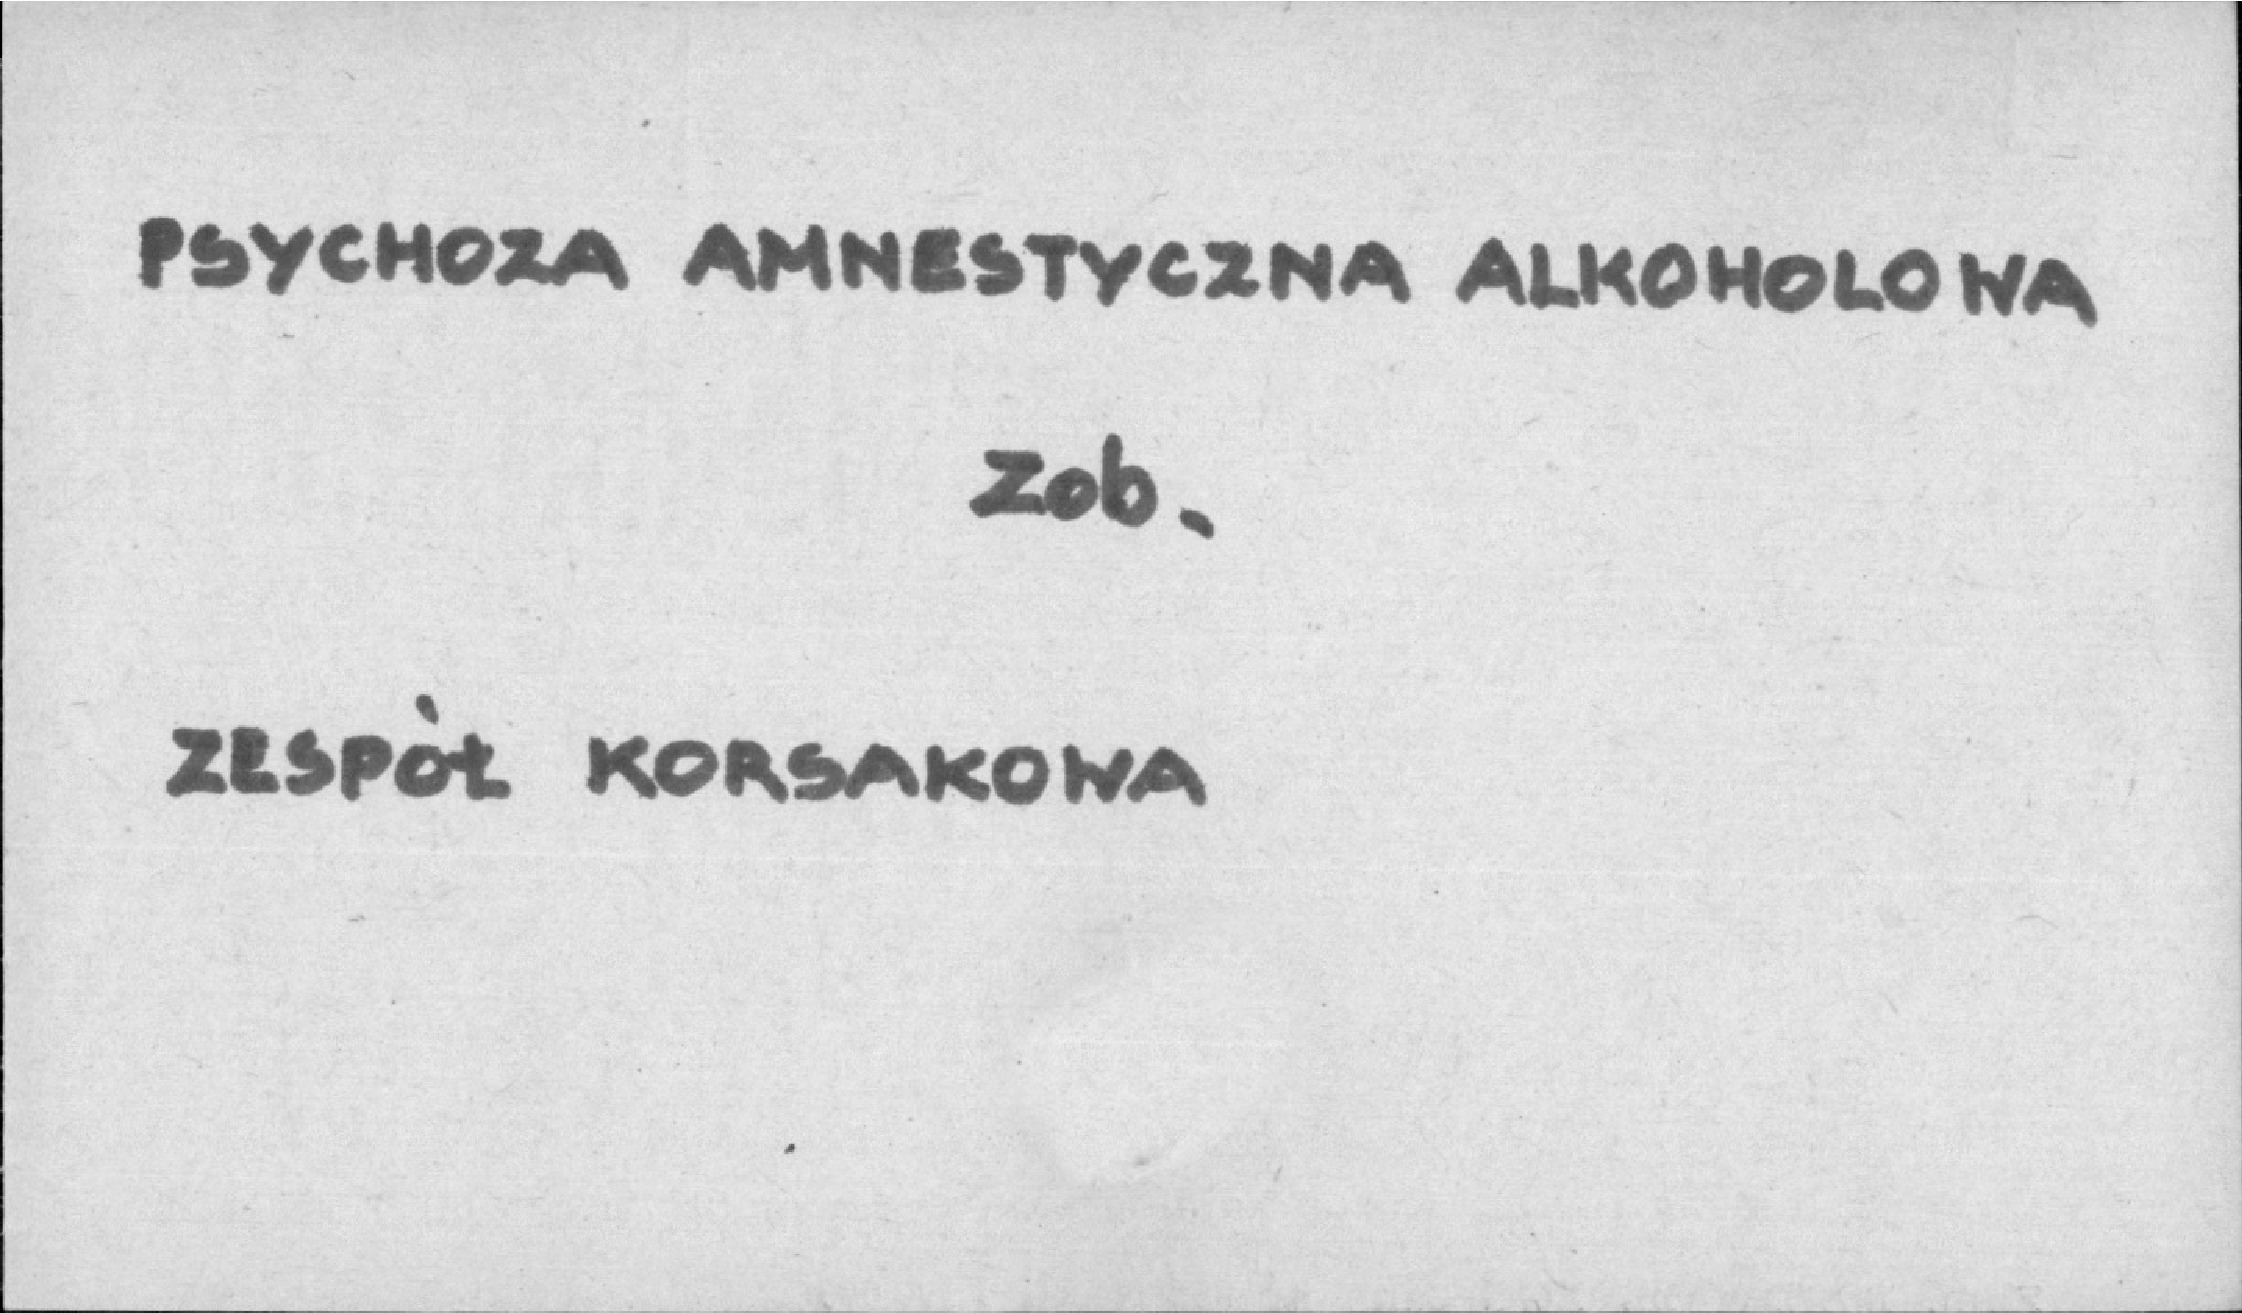 PSYCHOZA AMNESTYCZNA ALKOHOLOWA
Zob.
ZESPÓŁ KORSAKOWA